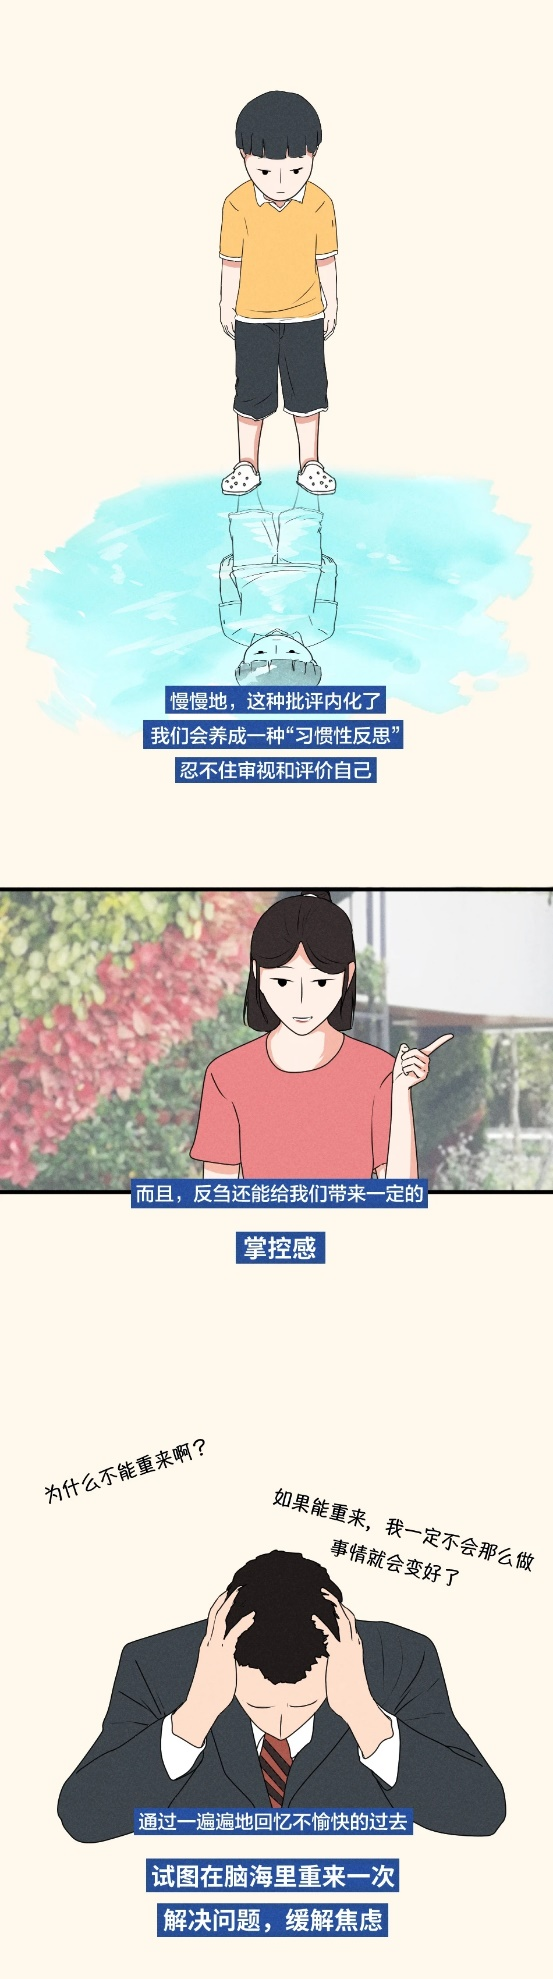 慢慢地，这种批评内化了
我们会养成一种“习惯性反思”
忍不住审视和评价自己
而且，反刍还能给我们带来一定的
掌控感
为什么不能重来啊？
如果能重来，我一定不会那么做
事情就会变好了
通过一遍遍地回忆不愉快的过去
试图在脑海里重来一次
解决问题，缓解焦虑